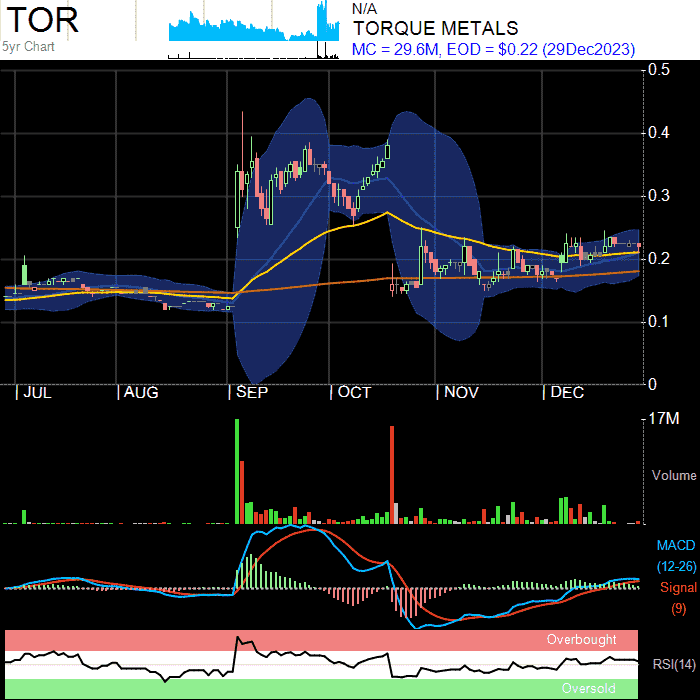 TOR
5yr Chart
N/A
TORQUE METALS
MC = 29.6M, EOD = $0.22 (29Dec2023)
0.5
0.4
0.3
0.2
0.1
0
| JUL | AUG | SEP | OCT | NOV | DEC
17M
Volume
MACD
(12-26)
Signal
(9)
Overbought
RSI(14)
Oversold